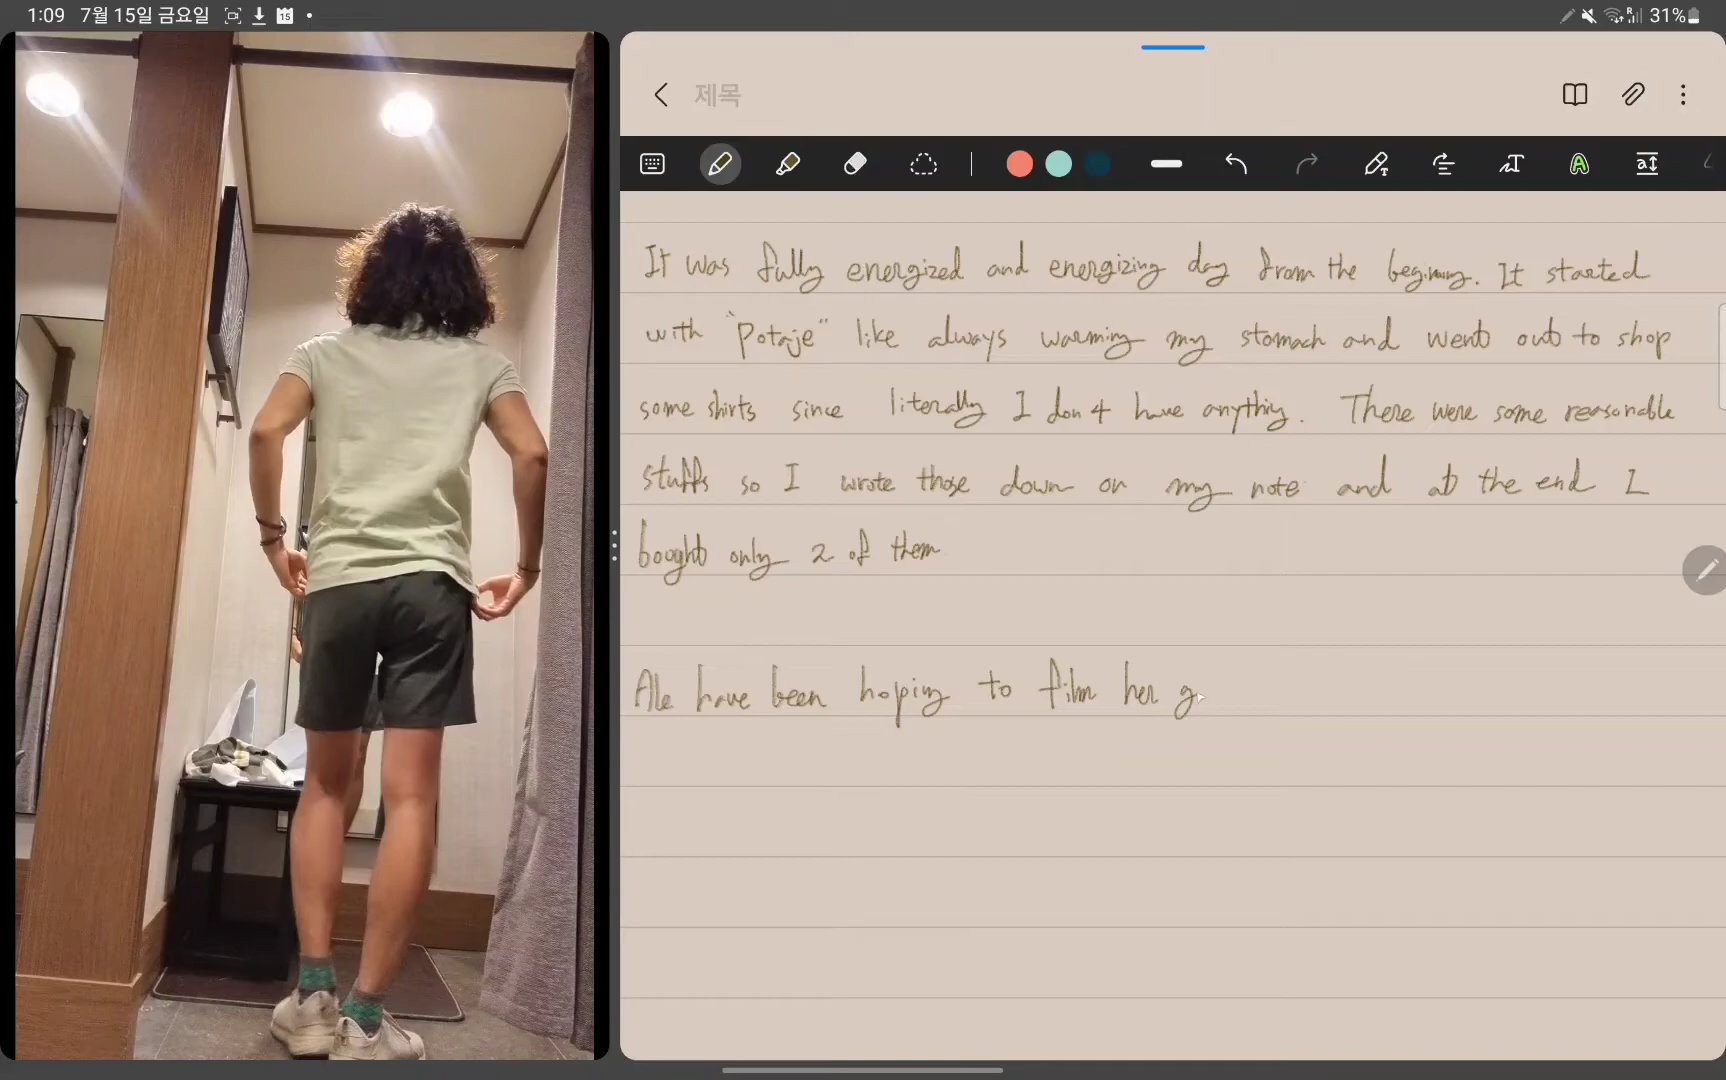 1:09 7월 15일 금요일 15
R 31%
제목
It was fully energized and energizing day from the begining. It started
with "potaje" like always warming my stomach and went out to shop
some shirts since literally I don't have anything. There were some reasonable
stuffs so I wrote those down on my note and at the end I
bought only 2 of them
Ale have been hoping to film her g